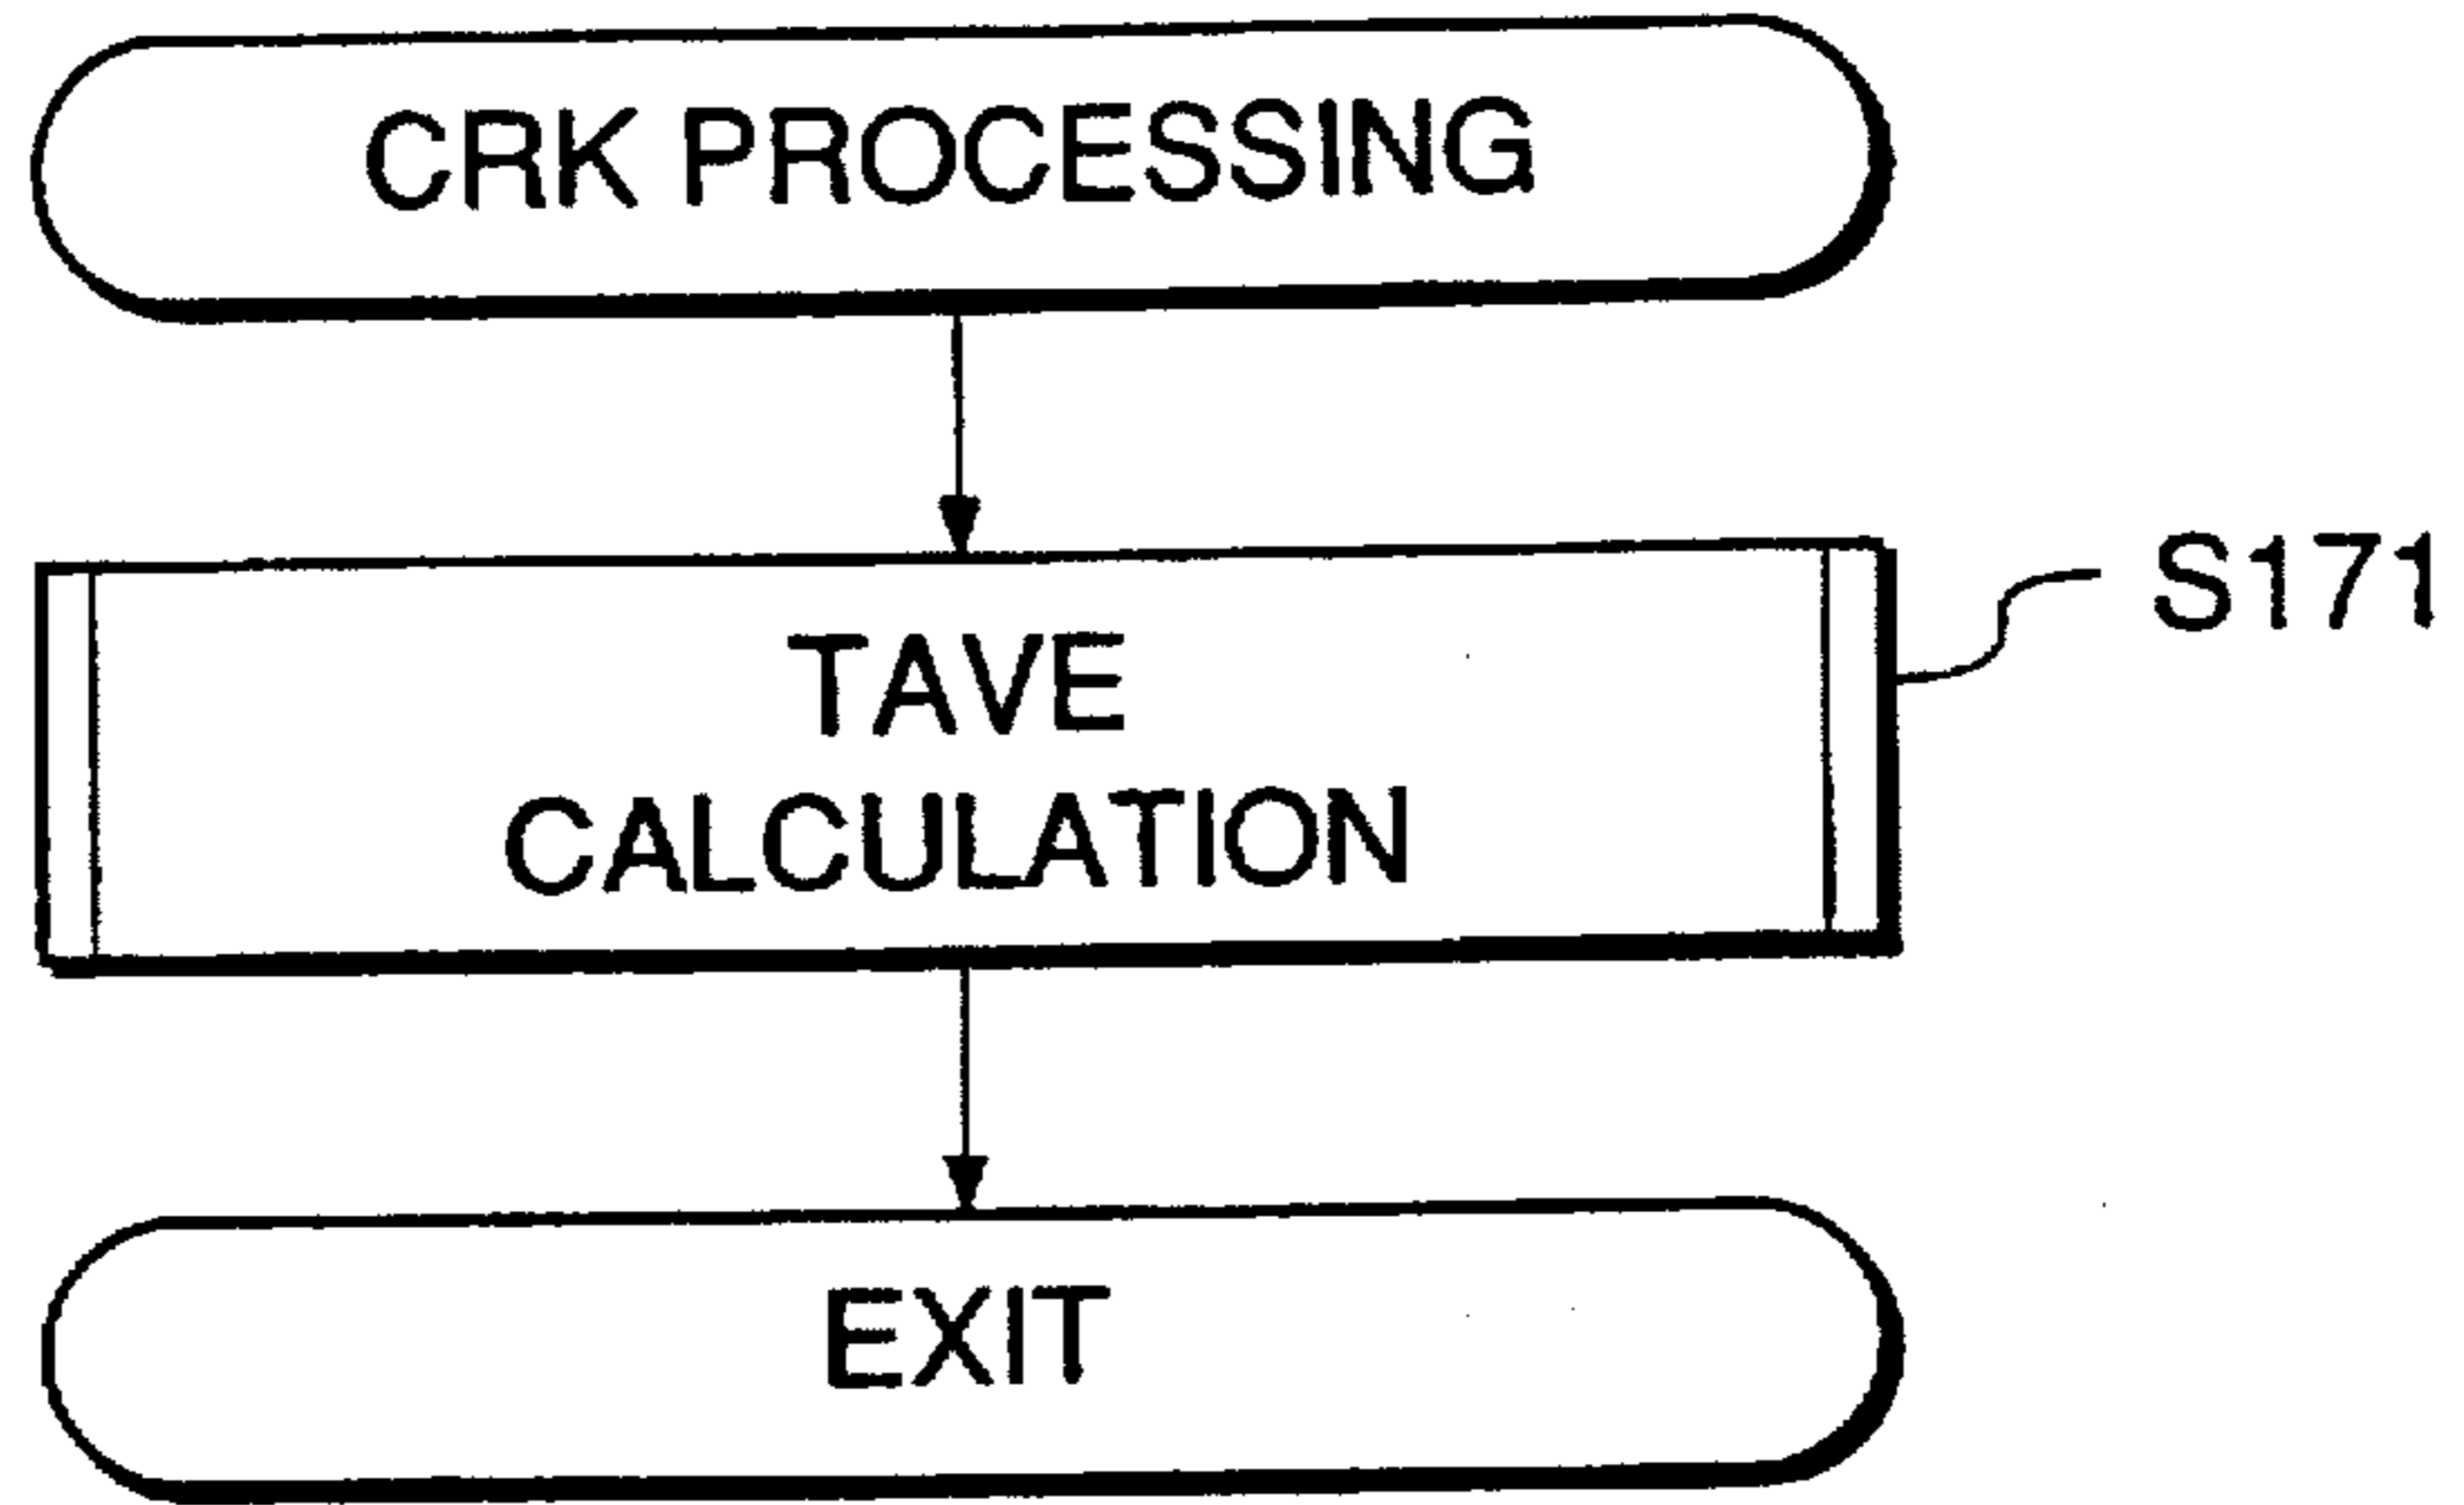 CRK PROCESSING
S171
TAVE
CALCULATION
EXIT